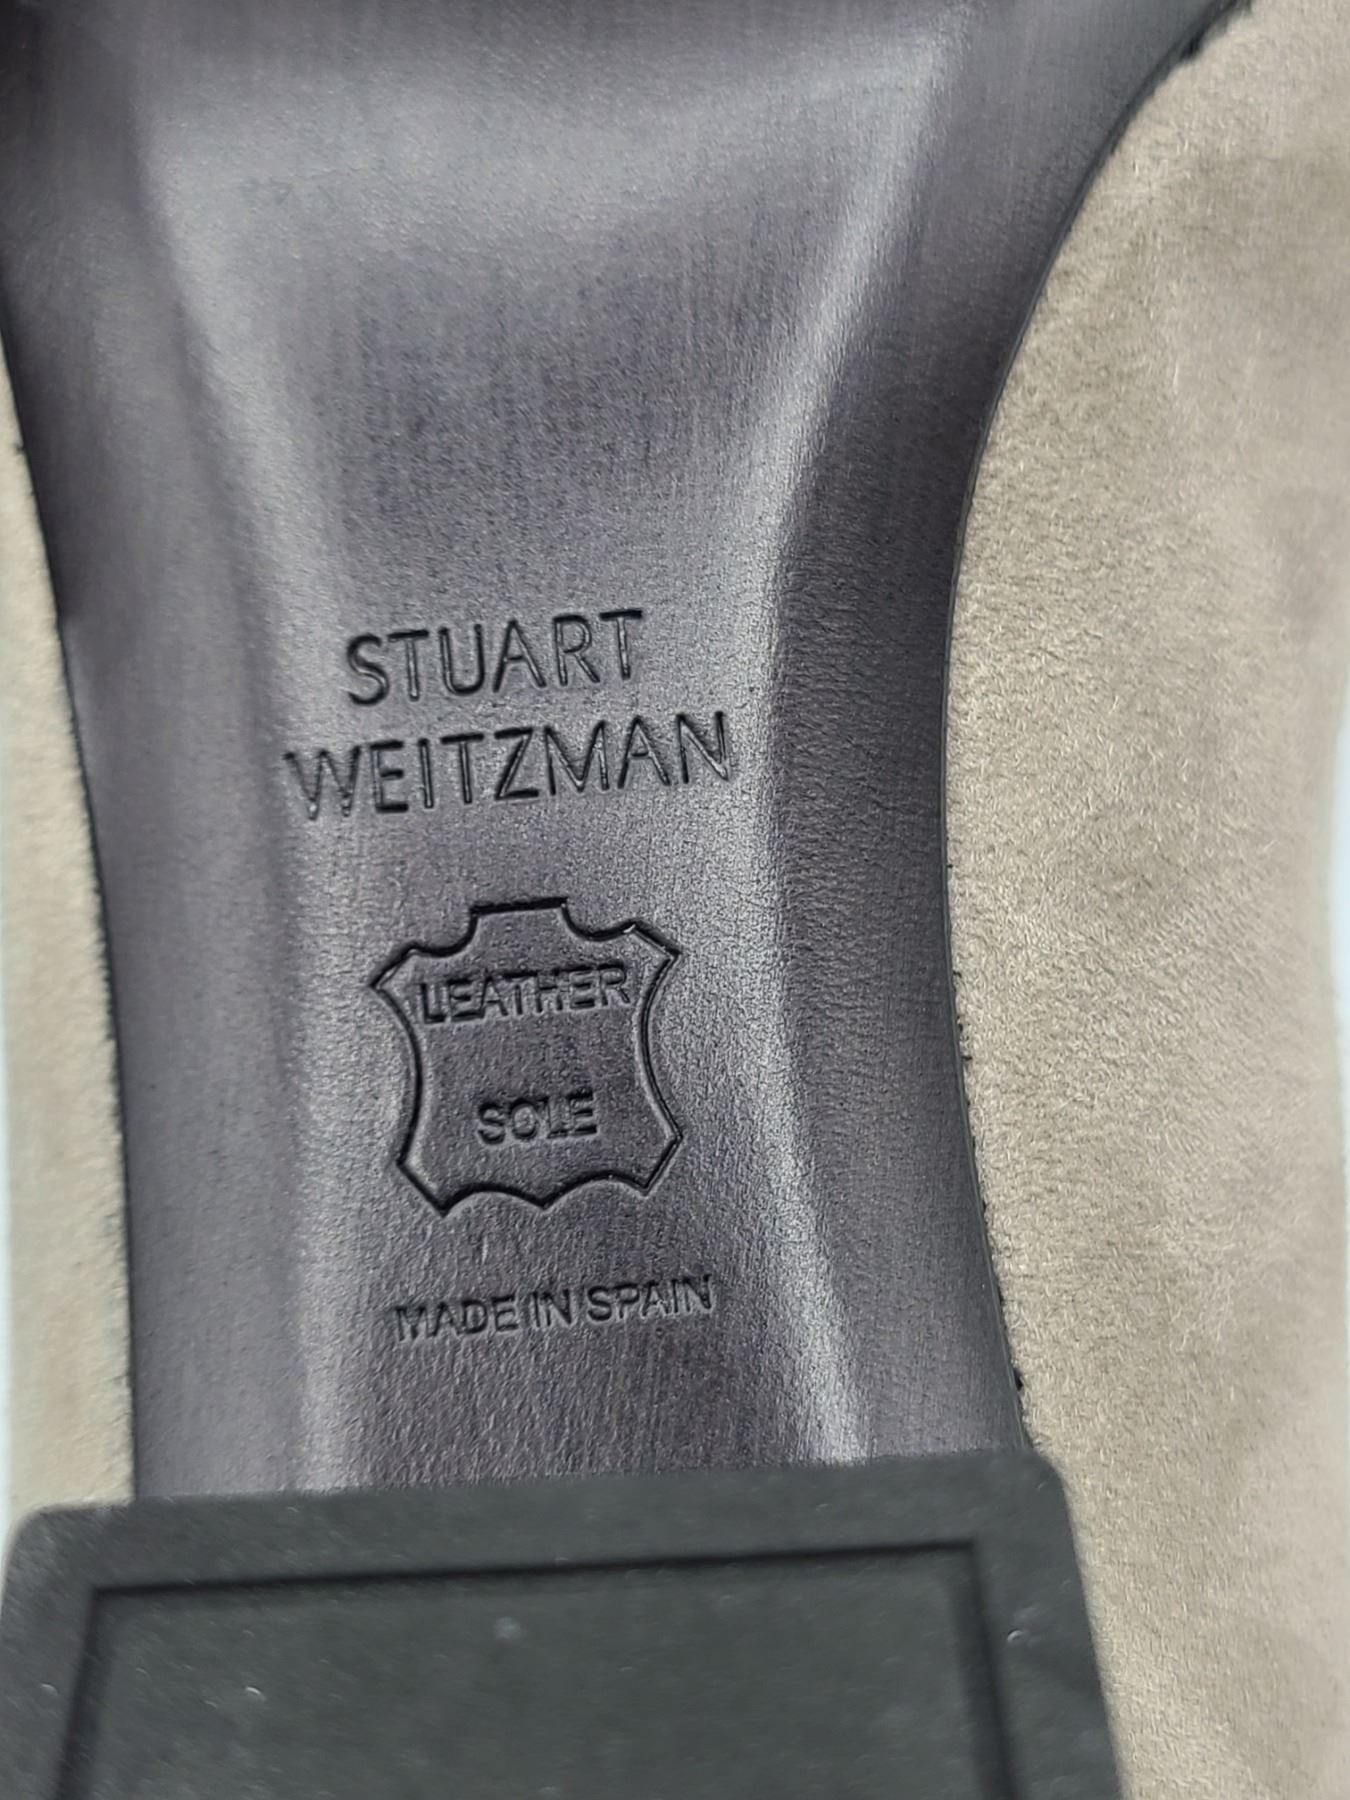 STUART
WEITZMAN
LEATHER
SOLE
MADE IN SPAIN